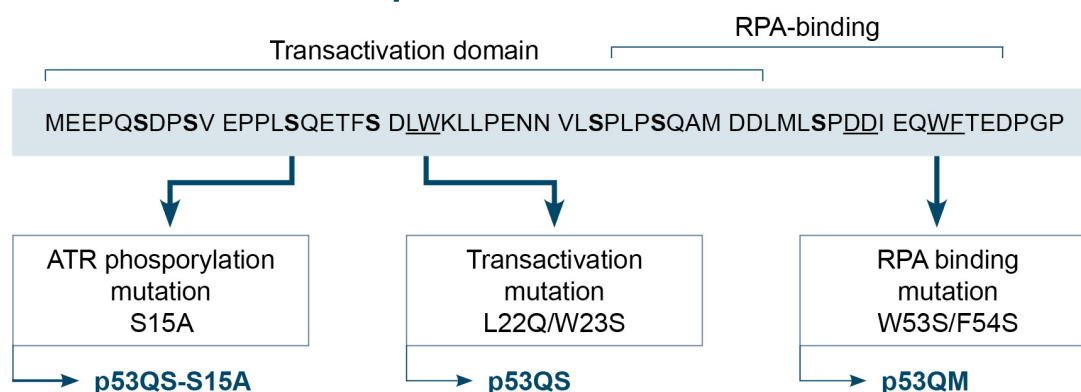 RPA-binding
Transactivation domain
MEEPQSDPSV EPPLSQETFS DLWKLLPENN VLSPLPSQAM DDLMLSPDDI EQWFTEDPGP
ATR phosporylation
mutation
S15A
Transactivation
mutation
L22Q/W23S
RPA binding
mutation
W53S/F54S
p53QS-S15A
p53QS
p53QM